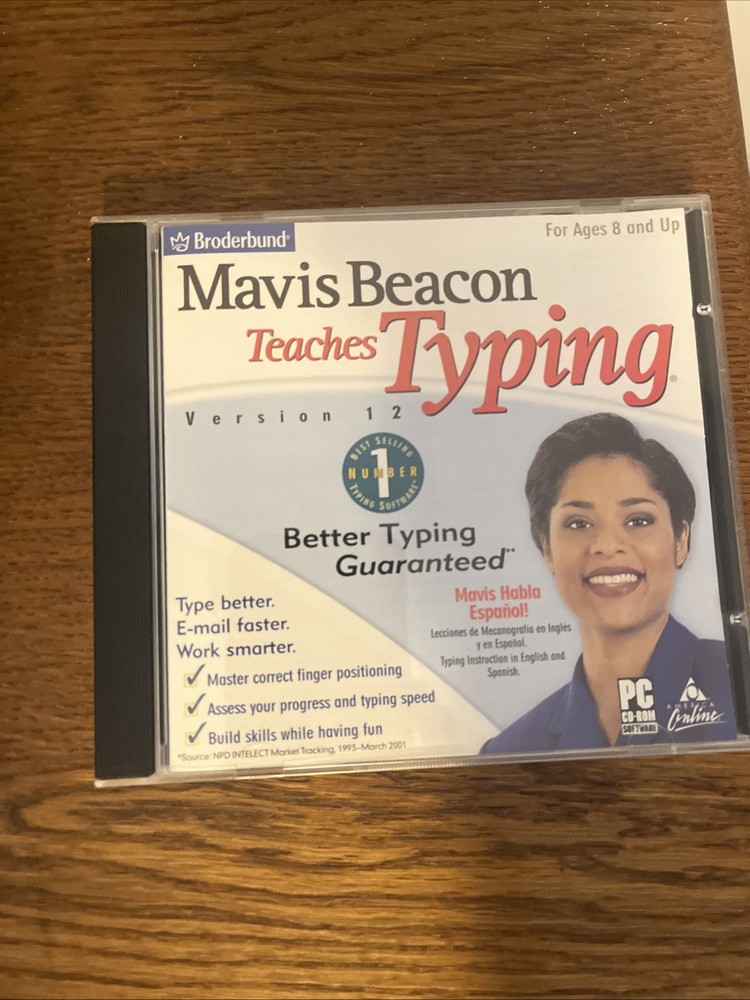 Broderbund®
For Ages 8 and Up
Mavis Beacon
Teaches Typing®
Version 12
BEST SELLING
NUMBER 1
TYPING SOFTWARE*
Better Typing
Guaranteed**
Mavis Habla
Español!
Lecciones de Mecanografía en Inglés
y en Español.
Typing Instruction in English and
Spanish.
Type better.
E-mail faster.
Work smarter.
Master correct finger positioning
Assess your progress and typing speed
Build skills while having fun
*Source: NPD INTELECT Market Tracking, 1993–March 2001
PC
CD-ROM
SOFTWARE
AMERICA
Online